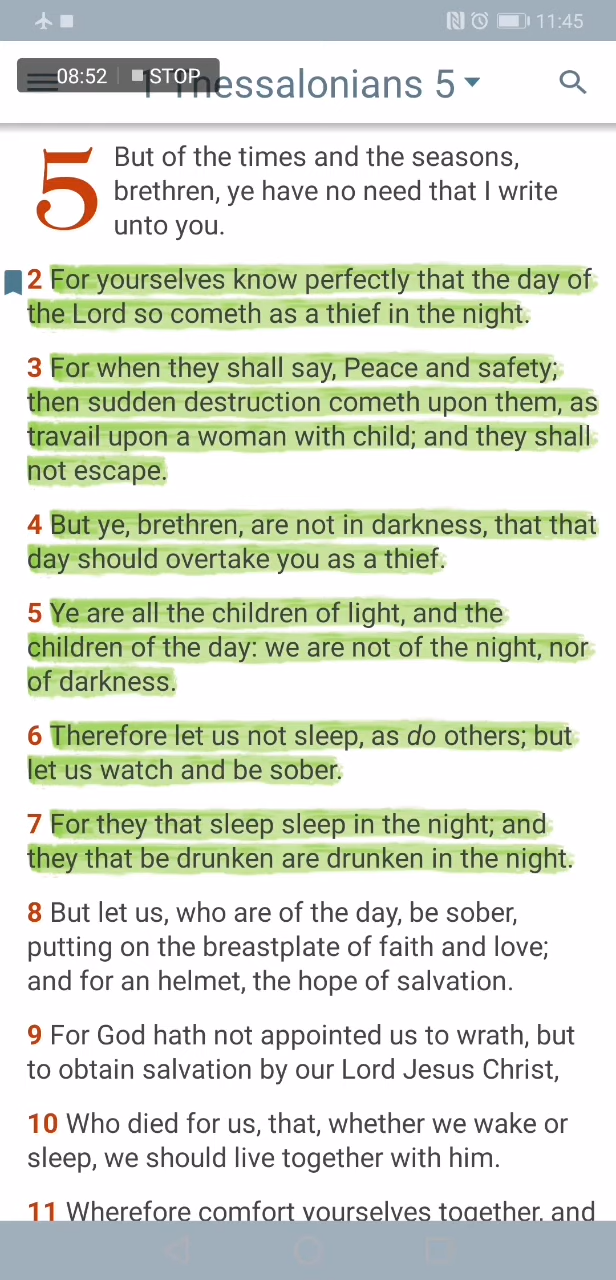 11:45
08:52 STOP
1 Thessalonians 5
5 But of the times and the seasons,
brethren, ye have no need that I write
unto you.
2 For yourselves know perfectly that the day of
the Lord so cometh as a thief in the night.
3 For when they shall say, Peace and safety;
then sudden destruction cometh upon them, as
travail upon a woman with child; and they shall
not escape.
4 But ye, brethren, are not in darkness, that that
day should overtake you as a thief.
5 Ye are all the children of light, and the
children of the day: we are not of the night, nor
of darkness.
6 Therefore let us not sleep, as do others; but
let us watch and be sober.
7 For they that sleep sleep in the night; and
they that be drunken are drunken in the night.
8 But let us, who are of the day, be sober,
putting on the breastplate of faith and love;
and for an helmet, the hope of salvation.
9 For God hath not appointed us to wrath, but
to obtain salvation by our Lord Jesus Christ,
10 Who died for us, that, whether we wake or
sleep, we should live together with him.
11 Wherefore comfort yourselves together, and